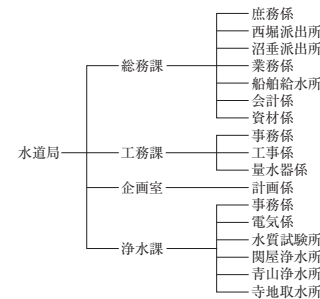 水道局
総務課
庶務係
西堀派出所
沼垂派出所
業務係
船舶給水所
会計係
資材係
工務課
事務係
工事係
量水器係
企画室
計画係
浄水課
事務係
電気係
水質試験所
関屋浄水所
青山浄水所
寺地取水所